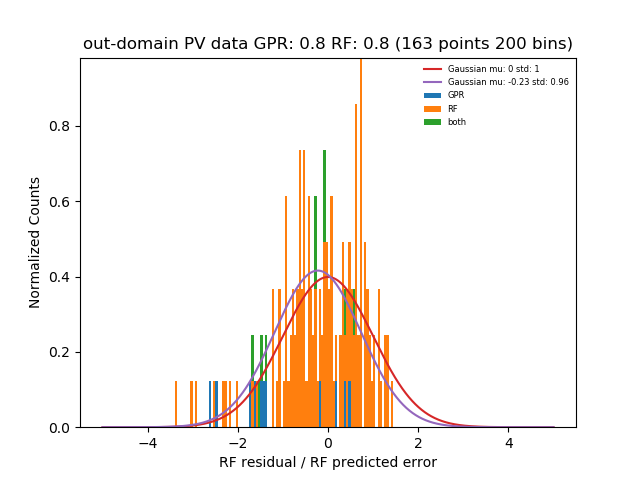 out-domain PV data GPR: 0.8 RF: 0.8 (163 points 200 bins)
Gaussian mu: 0 std: 1
Gaussian mu: -0.23 std: 0.96
GPR
RF
both
Normalized Counts
0.8
0.6
0.4
0.2
0.0
−4
−2
0
2
4
RF residual / RF predicted error